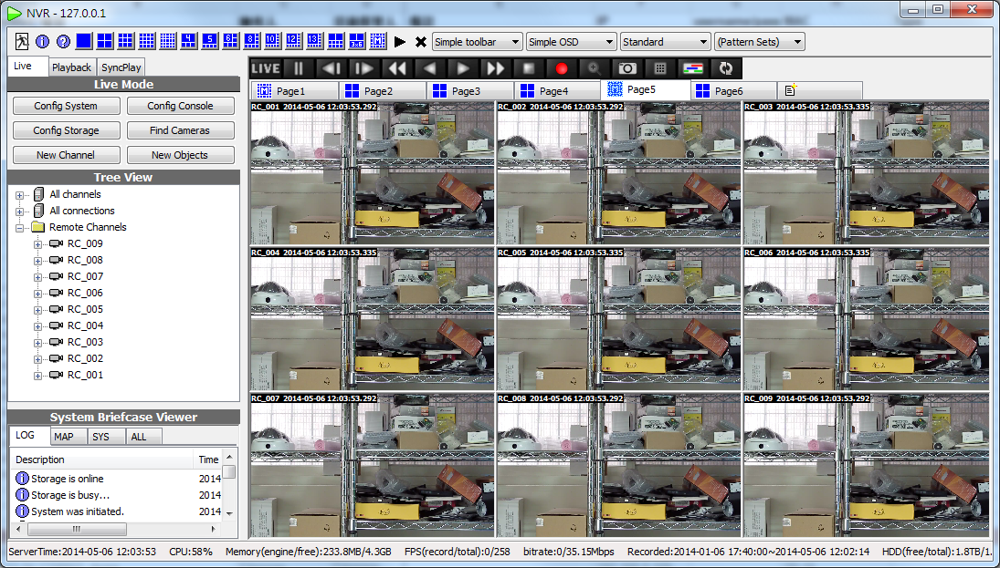 NVR - 127.0.0.1
4 5 6 8 10 12 13 3:5 M Simple toolbar Simple OSD Standard (Pattern Sets)
Live Playback SyncPlay
LIVE
Live Mode
Page1 Page2 Page3 Page4 Page5 Page6
Config System Config Console
Config Storage Find Cameras
New Channel New Objects
Tree View
All channels
All connections
Remote Channels
RC_009
RC_008
RC_007
RC_006
RC_005
RC_004
RC_003
RC_002
RC_001
RC_001 2014-05-06 12:03:53.292 RC_002 2014-05-06 12:03:53.292 RC_003 2014-05-06 12:03:53.335
RC_004 2014-05-06 12:03:53.335 RC_005 2014-05-06 12:03:53.335 RC_006 2014-05-06 12:03:53.335
RC_007 2014-05-06 12:03:53.292 RC_008 2014-05-06 12:03:53.292 RC_009 2014-05-06 12:03:53.292
System Briefcase Viewer
LOG MAP SYS ALL
Description Time
Storage is online 2014
Storage is busy... 2014
System was initiated. 2014
ServerTime:2014-05-06 12:03:53 CPU:58% Memory(engine/free):233.8MB/4.3GB FPS(record/total):0/258 bitrate:0/35.15Mbps Recorded:2014-01-06 17:40:00~2014-05-06 12:02:14 HDD(free/total):1.8TB/1.